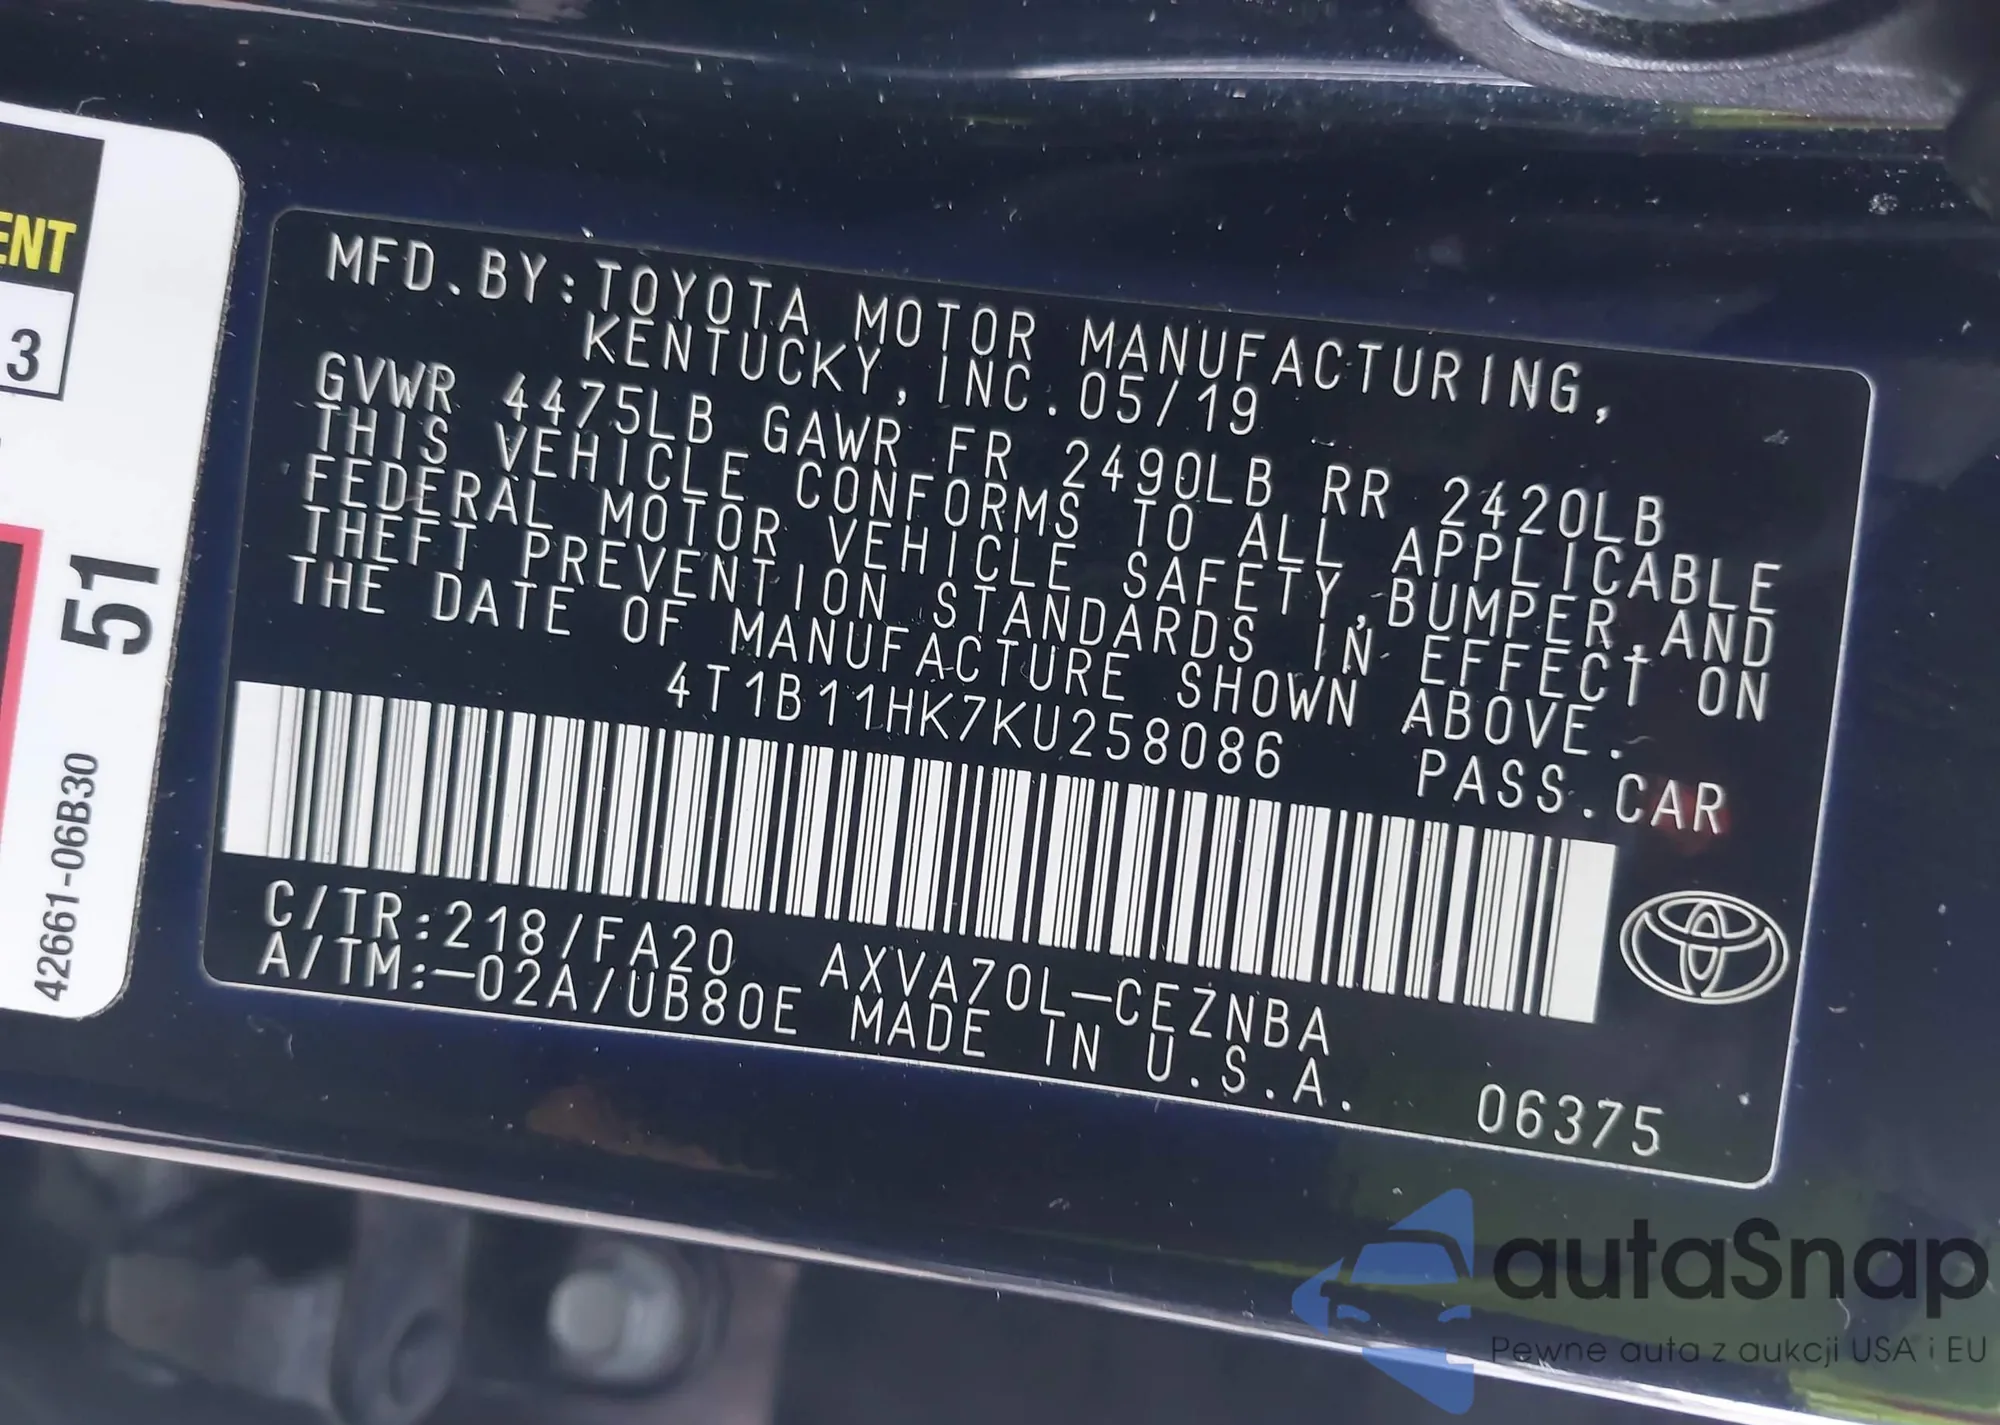 ENT
3
51
42661-06B30
MFD.BY:TOYOTA MOTOR MANUFACTURING,
KENTUCKY,INC.05/19
GVWR 4475LB GAWR FR 2490LB RR 2420LB
THIS VEHICLE CONFORMS TO ALL APPLICABLE
FEDERAL MOTOR VEHICLE SAFETY,BUMPER,AND
THEFT PREVENTION STANDARDS IN EFFECT ON
THE DATE OF MANUFACTURE SHOWN ABOVE.
4T1B11HK7KU258086 PASS.CAR
C/TR:218/FA20 AXVA70L-CEZNBA
A/TM:-02A/UB80E MADE IN U.S.A.
06375
autaSnap
Pewne auta z aukcji USA i EU